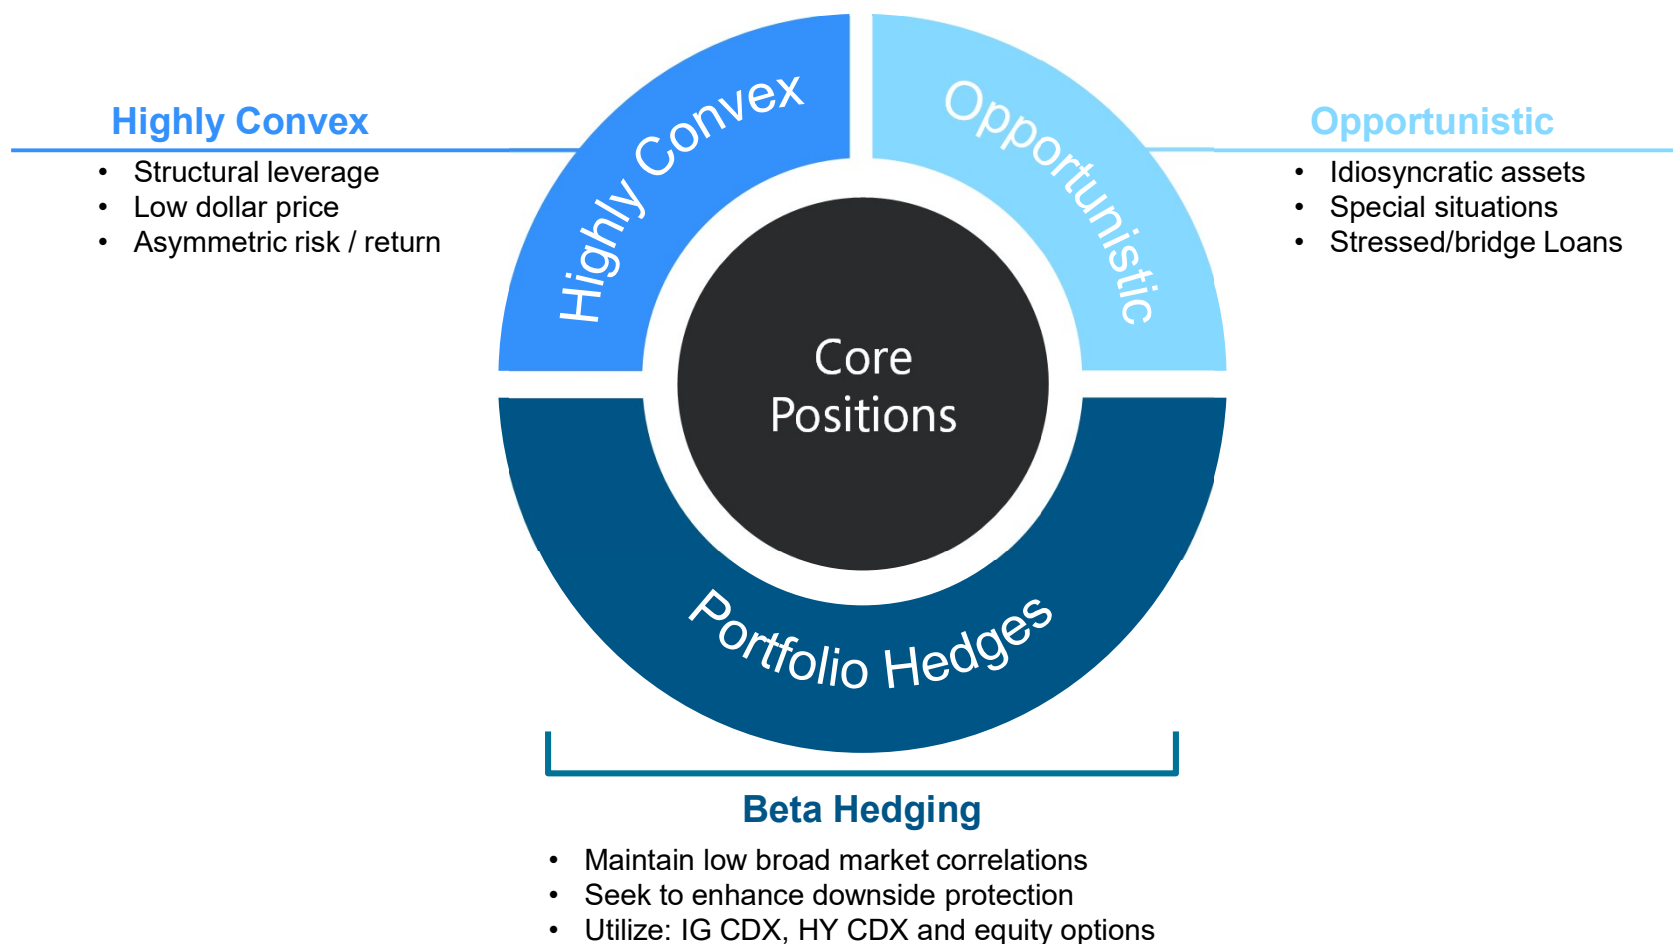 Highly Convex
• Structural leverage
• Low dollar price
• Asymmetric risk / return
Highly Convex
Opportunistic
Opportunistic
• Idiosyncratic assets
• Special situations
• Stressed/bridge Loans
Core
Positions
Portfolio Hedges
Beta Hedging
• Maintain low broad market correlations
• Seek to enhance downside protection
• Utilize: IG CDX, HY CDX and equity options